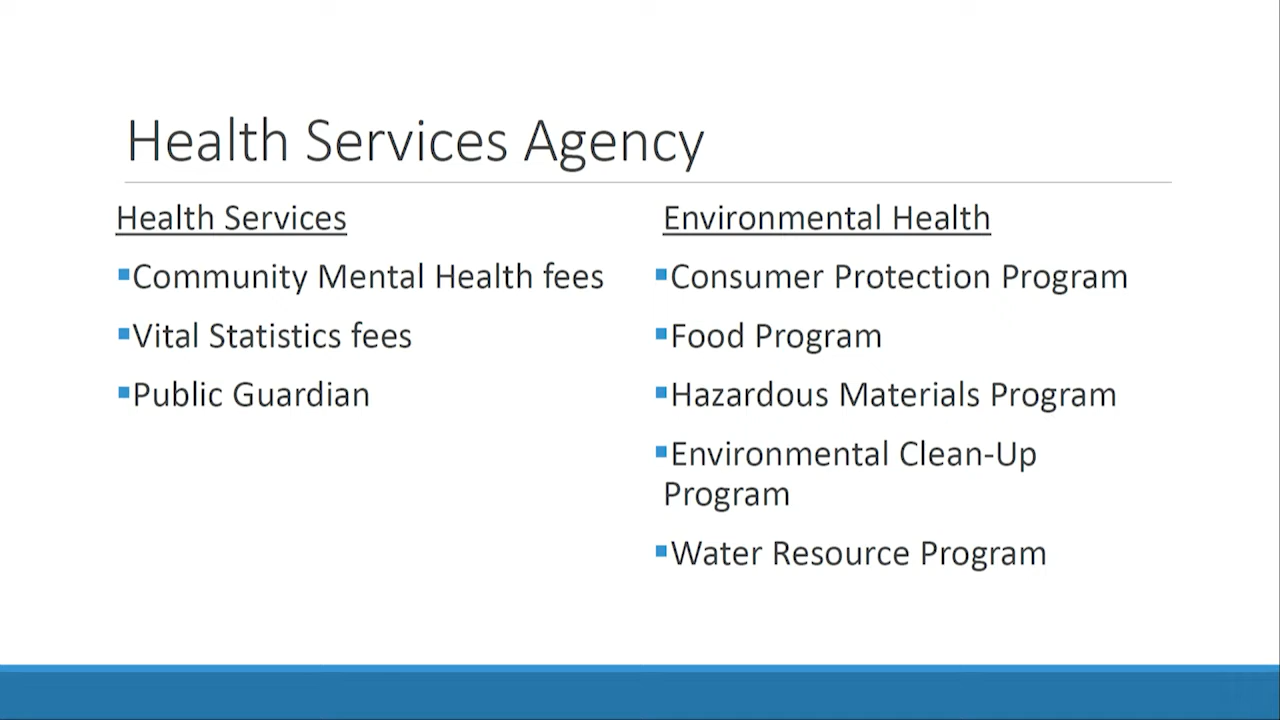 Health Services Agency
Health Services
▪Community Mental Health fees
▪Vital Statistics fees
▪Public Guardian
Environmental Health
▪Consumer Protection Program
▪Food Program
▪Hazardous Materials Program
▪Environmental Clean-Up
Program
▪Water Resource Program